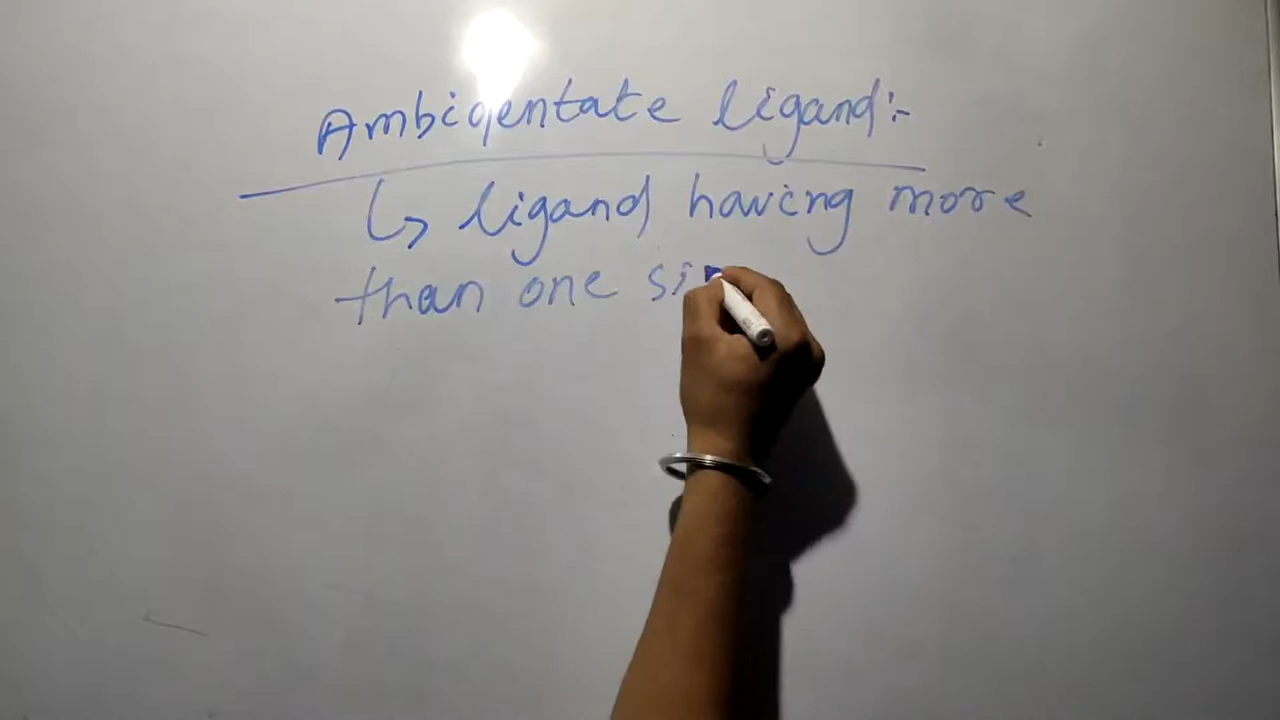 Ambidentate ligand:-
↳ ligand having more
than one si